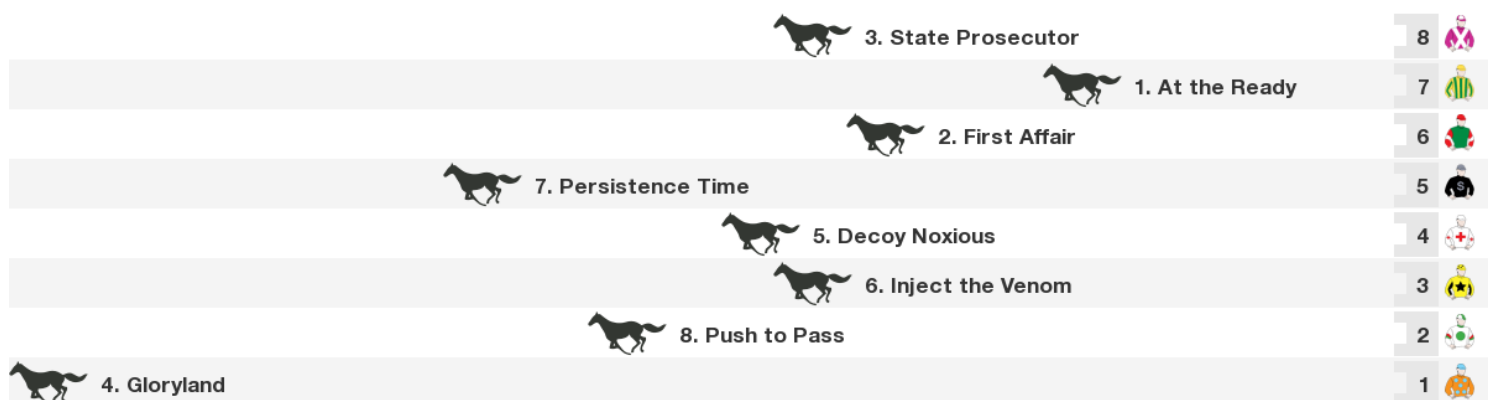 3. State Prosecutor 8
1. At the Ready 7
2. First Affair 6
7. Persistence Time 5 S
5. Decoy Noxious 4
6. Inject the Venom 3
8. Push to Pass 2
4. Gloryland 1